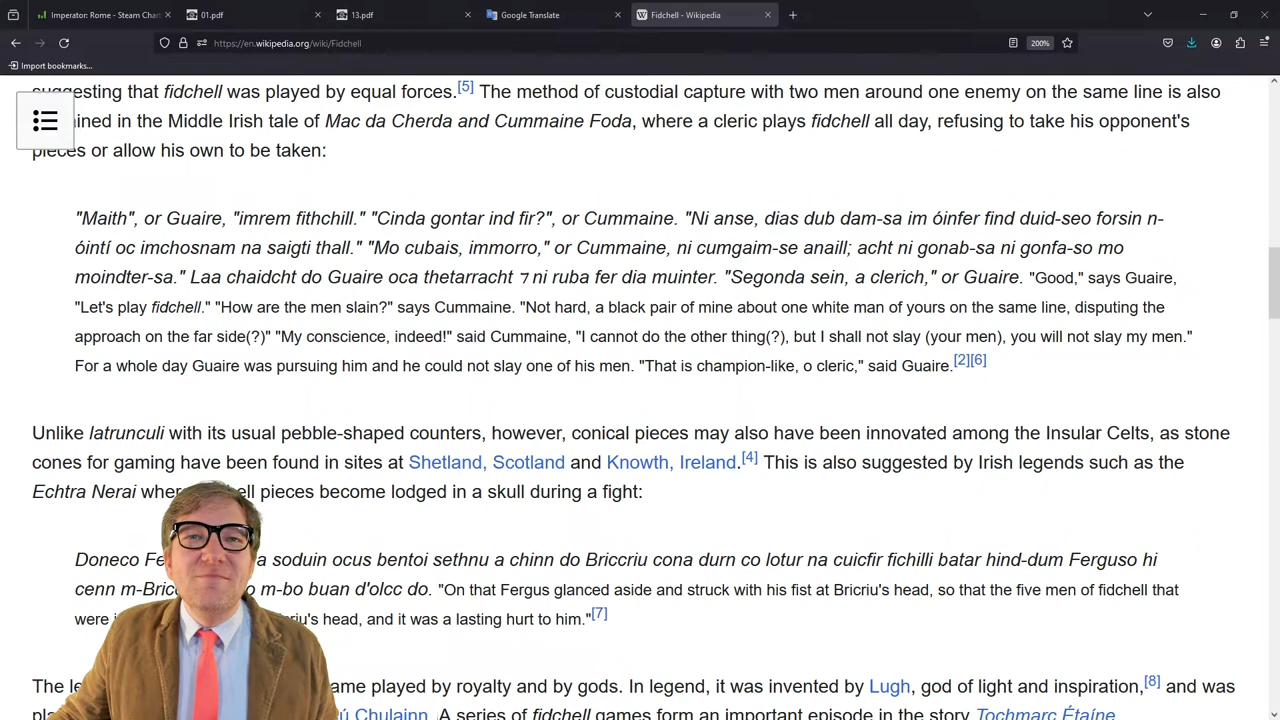 Imperator: Rome - Steam Chart
01.pdf
13.pdf
Google Translate
Fidchell - Wikipedia
https://en.wikipedia.org/wiki/Fidchell
200%
Import bookmarks...
suggesting that fidchell was played by equal forces.[5] The method of custodial capture with two men around one enemy on the same line is also
in the Middle Irish tale of Mac da Cherda and Cummaine Foda, where a cleric plays fidchell all day, refusing to take his opponent's
pieces or allow his own to be taken:
"Maith", or Guaire, "imrem fithchill." "Cinda gontar ind fir?", or Cummaine. "Ni anse, dias dub dam-sa im óinfer find duid-seo forsin n-
óintí oc imchosnam na saigti thall." "Mo cubais, immorro," or Cummaine, ni cumgaim-se anaill; acht ni gonab-sa ni gonfa-so mo
moindter-sa." Laa chaidcht do Guaire oca thetarracht ⁊ ni ruba fer dia muinter. "Segonda sein, a clerich," or Guaire. "Good," says Guaire,
"Let's play fidchell." "How are the men slain?" says Cummaine. "Not hard, a black pair of mine about one white man of yours on the same line, disputing the
approach on the far side(?)" "My conscience, indeed!" said Cummaine, "I cannot do the other thing(?), but I shall not slay (your men), you will not slay my men."
For a whole day Guaire was pursuing him and he could not slay one of his men. "That is champion-like, o cleric," said Guaire.[2][6]
Unlike latrunculi with its usual pebble-shaped counters, however, conical pieces may also have been innovated among the Insular Celts, as stone
cones for gaming have been found in sites at Shetland, Scotland and Knowth, Ireland.[4] This is also suggested by Irish legends such as the
Echtra Nerai pieces become lodged in a skull during a fight:
Doneco soduin ocus bentoi sethnu a chinn do Briccriu cona durn co lotur na cuicfir fichilli batar hind-dum Ferguso hi
cenn m-bo buan d'olcc do. "On that Fergus glanced aside and struck with his fist at Bricriu's head, so that the five men of fidchell that
were head, and it was a lasting hurt to him."[7]
The played by royalty and by gods. In legend, it was invented by Lugh, god of light and inspiration,[8] and was
Chulainn. A series of fidchell games form an important episode in the story Tochmarc Étaíne